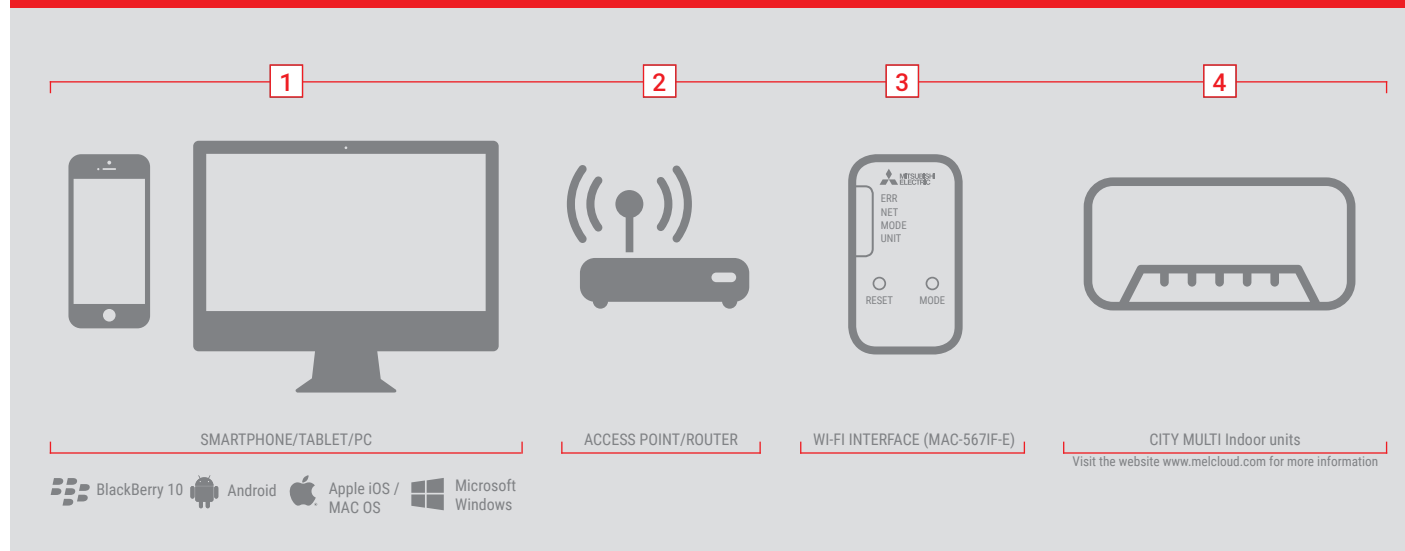 1
2
3
4
MITSUBISHI
ELECTRIC
ERR
NET
MODE
UNIT
RESET
MODE
SMARTPHONE/TABLET/PC
ACCESS POINT/ROUTER
WI-FI INTERFACE (MAC-567IF-E)
CITY MULTI Indoor units
Visit the website www.melcloud.com for more information
BlackBerry 10
Android
Apple iOS /
MAC OS
Microsoft
Windows